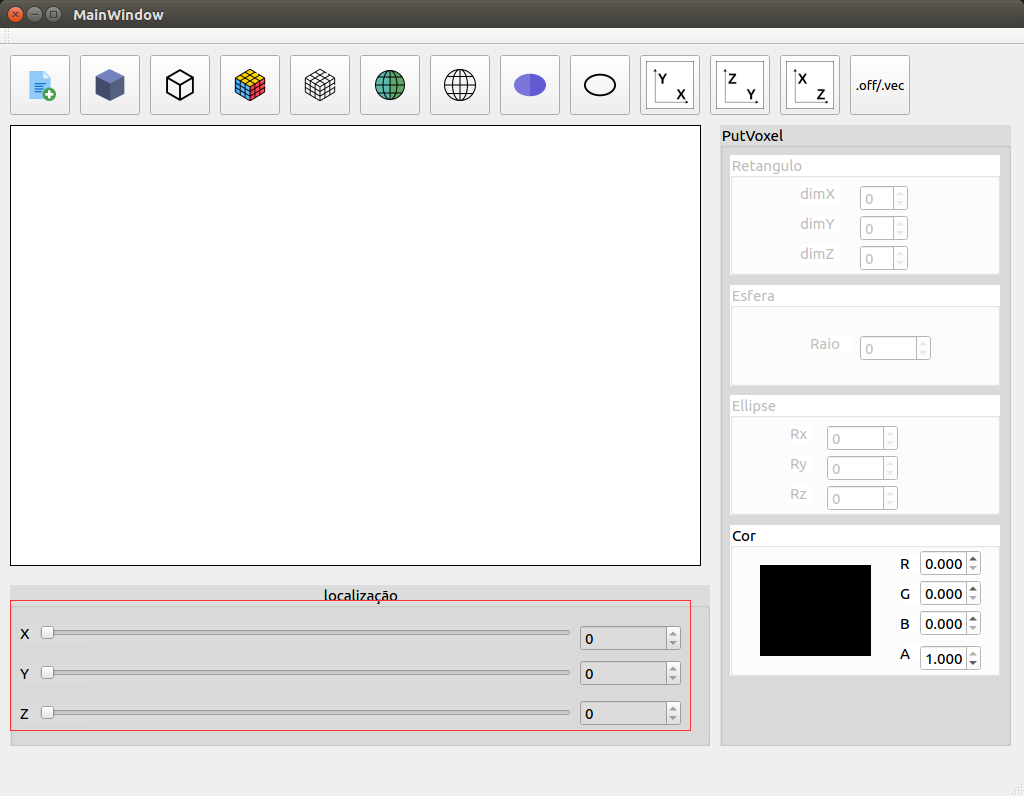 MainWindow
Y X
Z Y
X Z
.off/.vec
PutVoxel
Retangulo
dimX 0
dimY 0
dimZ 0
Esfera
Raio 0
Ellipse
Rx 0
Ry 0
Rz 0
Cor
R 0.000
G 0.000
B 0.000
A 1.000
localização
X 0
Y 0
Z 0